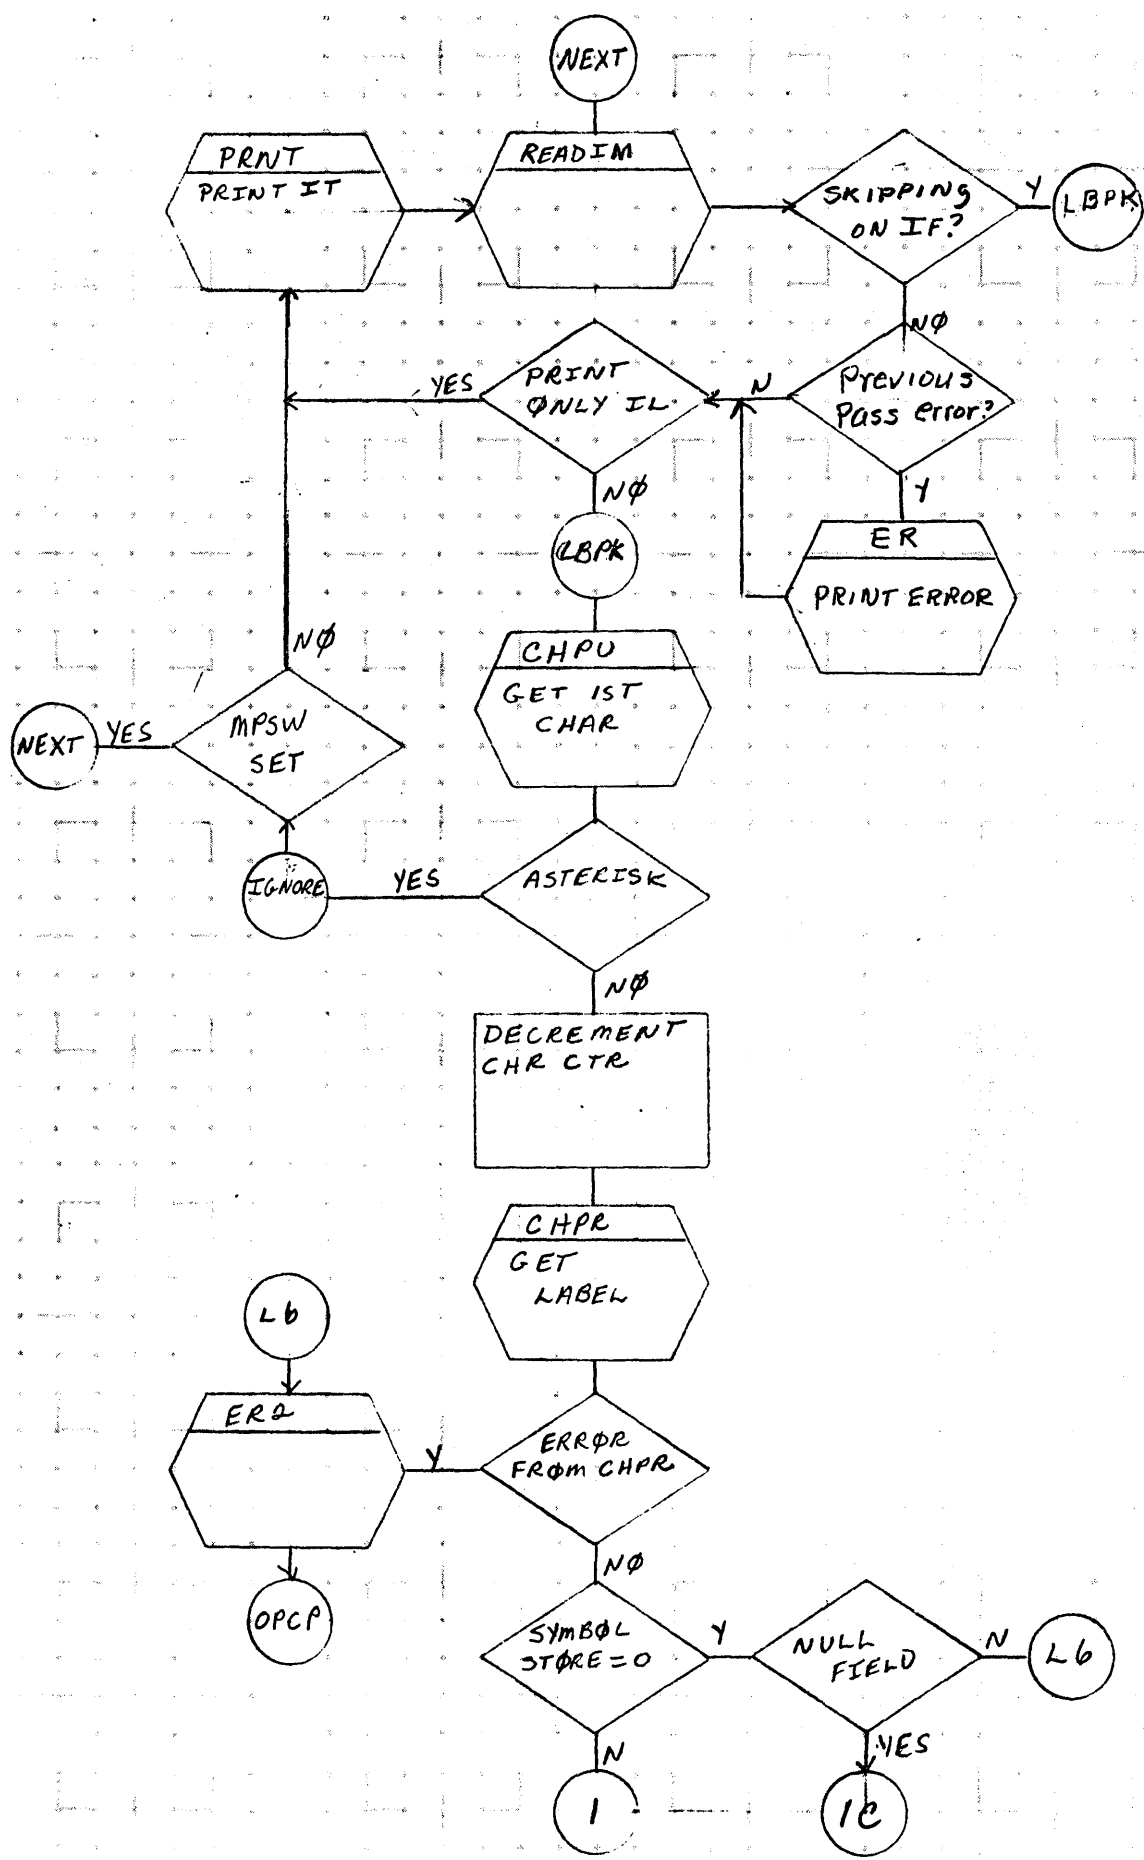 NEXT
PRNT
PRINT IT
READIM
SKIPPING
ON IF?
Y
LBPK
NØ
Previous
Pass error?
N
PRINT
ØNLY IL
YES
NØ
Y
ER
PRINT ERROR
LBPK
CHPU
GET 1ST
CHAR
NØ
MPSW
SET
YES
NEXT
ASTERISK
YES
IGNORE
NØ
DECREMENT
CHR CTR
CHPR
GET
LABEL
L6
ER2
Y
ERRØR
FRØM CHPR
OPCP
NØ
SYMBØL
STØRE=0
Y
NULL
FIELD
N
L6
N
YES
1
1C